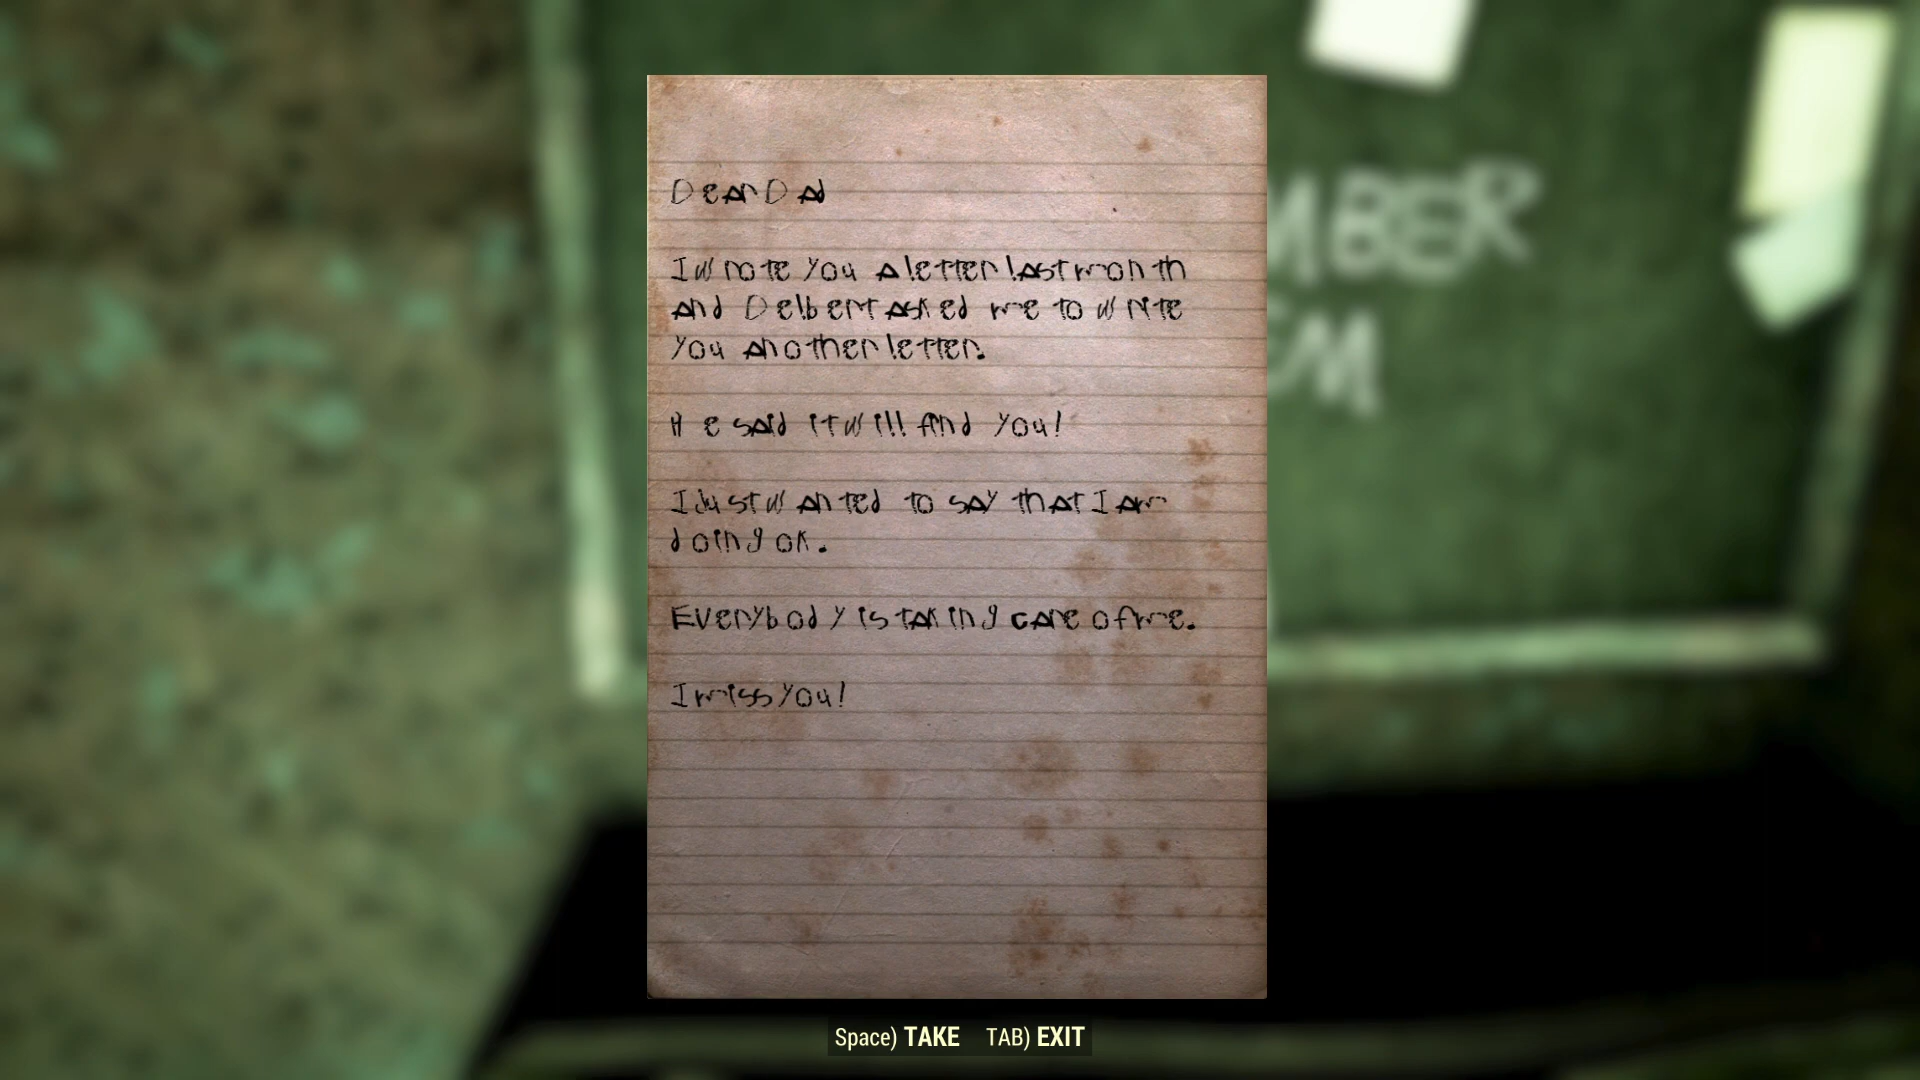 Dear Dad
I wrote you a letter last month
and Delbert asked me to write
you another letter.
He said it will find you!
I just wanted to say that I am
doing ok.
Everybody is taking care of me.
I miss you!
MBER
EM
Space) TAKE TAB) EXIT